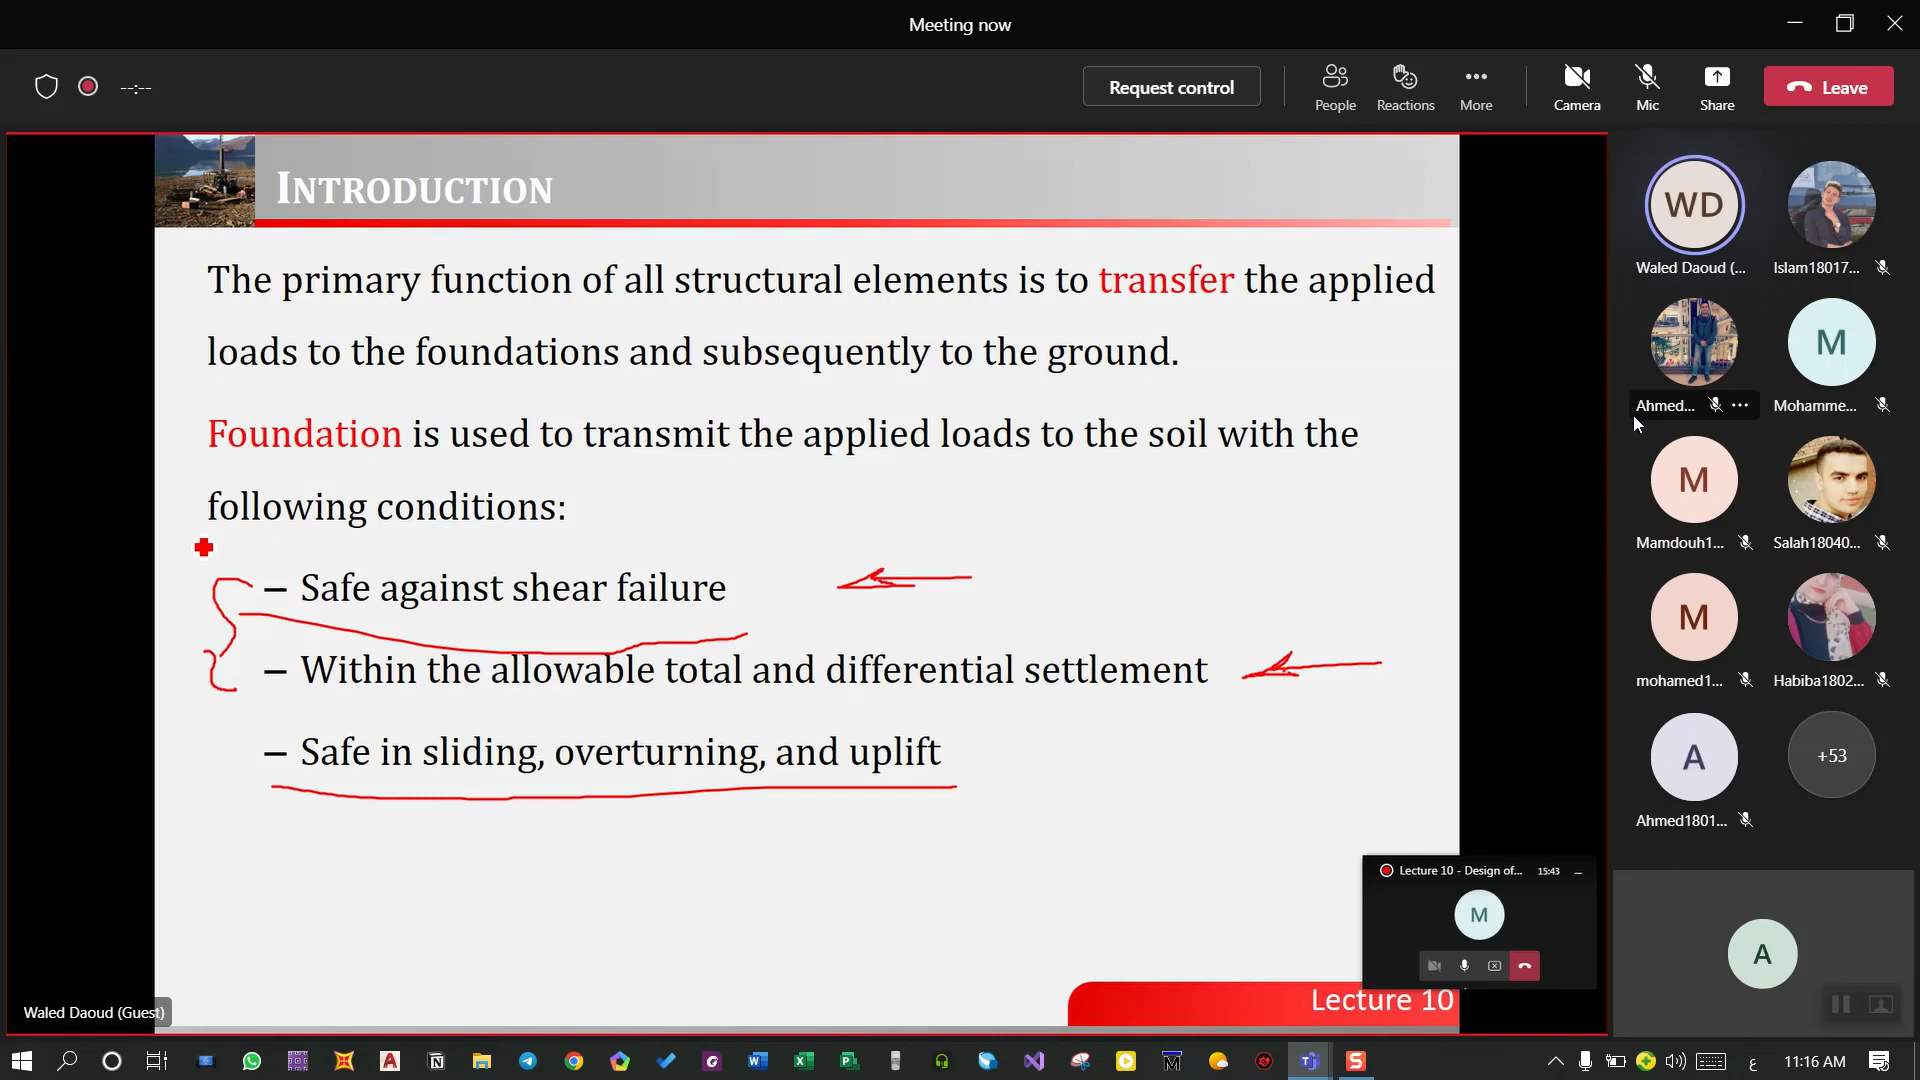 Meeting now
--:--
Request control
People
Reactions
More
Camera
Mic
Share
Leave
INTRODUCTION
The primary function of all structural elements is to transfer the applied
loads to the foundations and subsequently to the ground.
Foundation is used to transmit the applied loads to the soil with the
following conditions:
– Safe against shear failure
– Within the allowable total and differential settlement
– Safe in sliding, overturning, and uplift
Lecture 10
Waled Daoud (Guest)
Lecture 10 - Design of... 15:43
M
WD
Waled Daoud (...
Islam18017...
Ahmed...
M
Mohamme...
M
Mamdouh1...
Salah18040...
M
mohamed1...
Habiba1802...
A
Ahmed1801...
+53
A
ع
11:16 AM